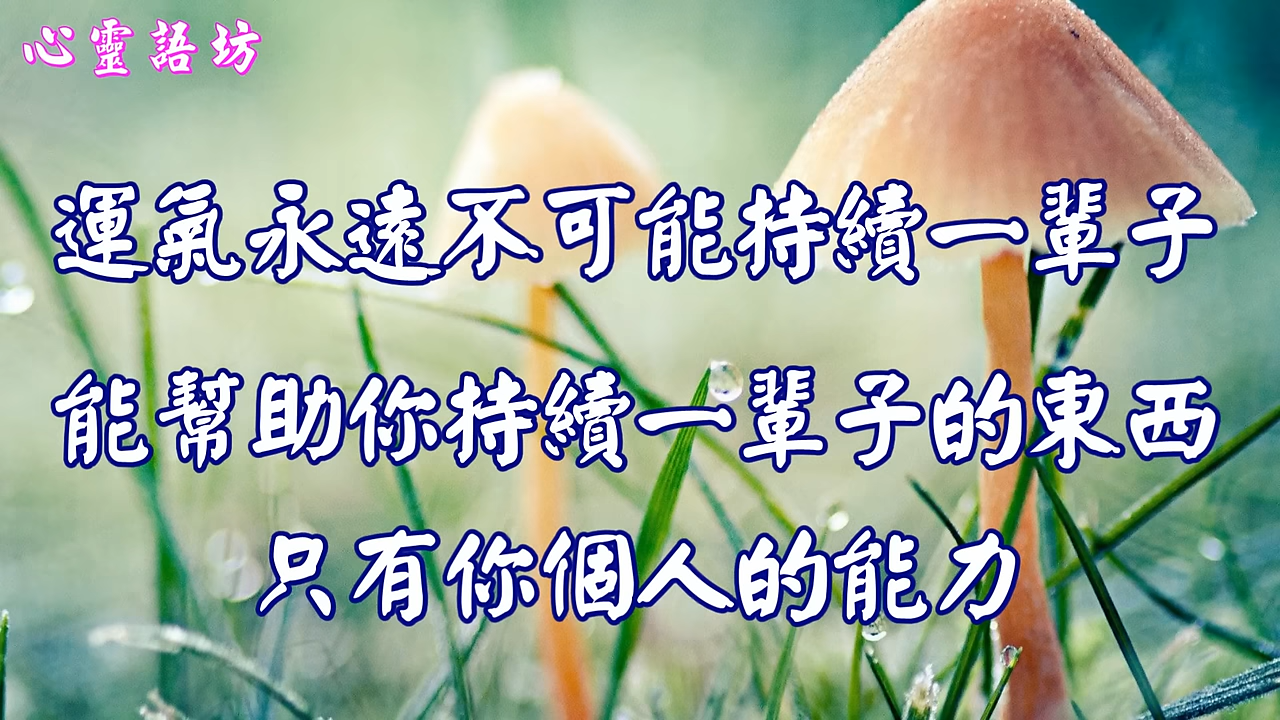 心靈語坊
運氣永遠不可能持續一輩子
能幫助你持續一輩子的東西
只有你個人的能力